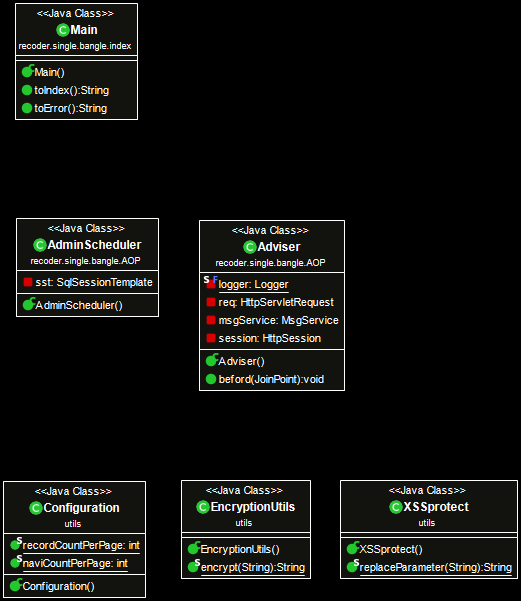 <<Java Class>>
C Main
recoder.single.bangle.index
C Main()
toIndex():String
toError():String
<<Java Class>>
C AdminScheduler
recoder.single.bangle.AOP
sst: SqlSessionTemplate
C AdminScheduler()
<<Java Class>>
C Adviser
recoder.single.bangle.AOP
S F logger: Logger
req: HttpServletRequest
msgService: MsgService
session: HttpSession
C Adviser()
beford(JoinPoint):void
<<Java Class>>
C Configuration
utils
S recordCountPerPage: int
S naviCountPerPage: int
C Configuration()
<<Java Class>>
C EncryptionUtils
utils
C EncryptionUtils()
S encrypt(String):String
<<Java Class>>
C XSSprotect
utils
C XSSprotect()
S replaceParameter(String):String